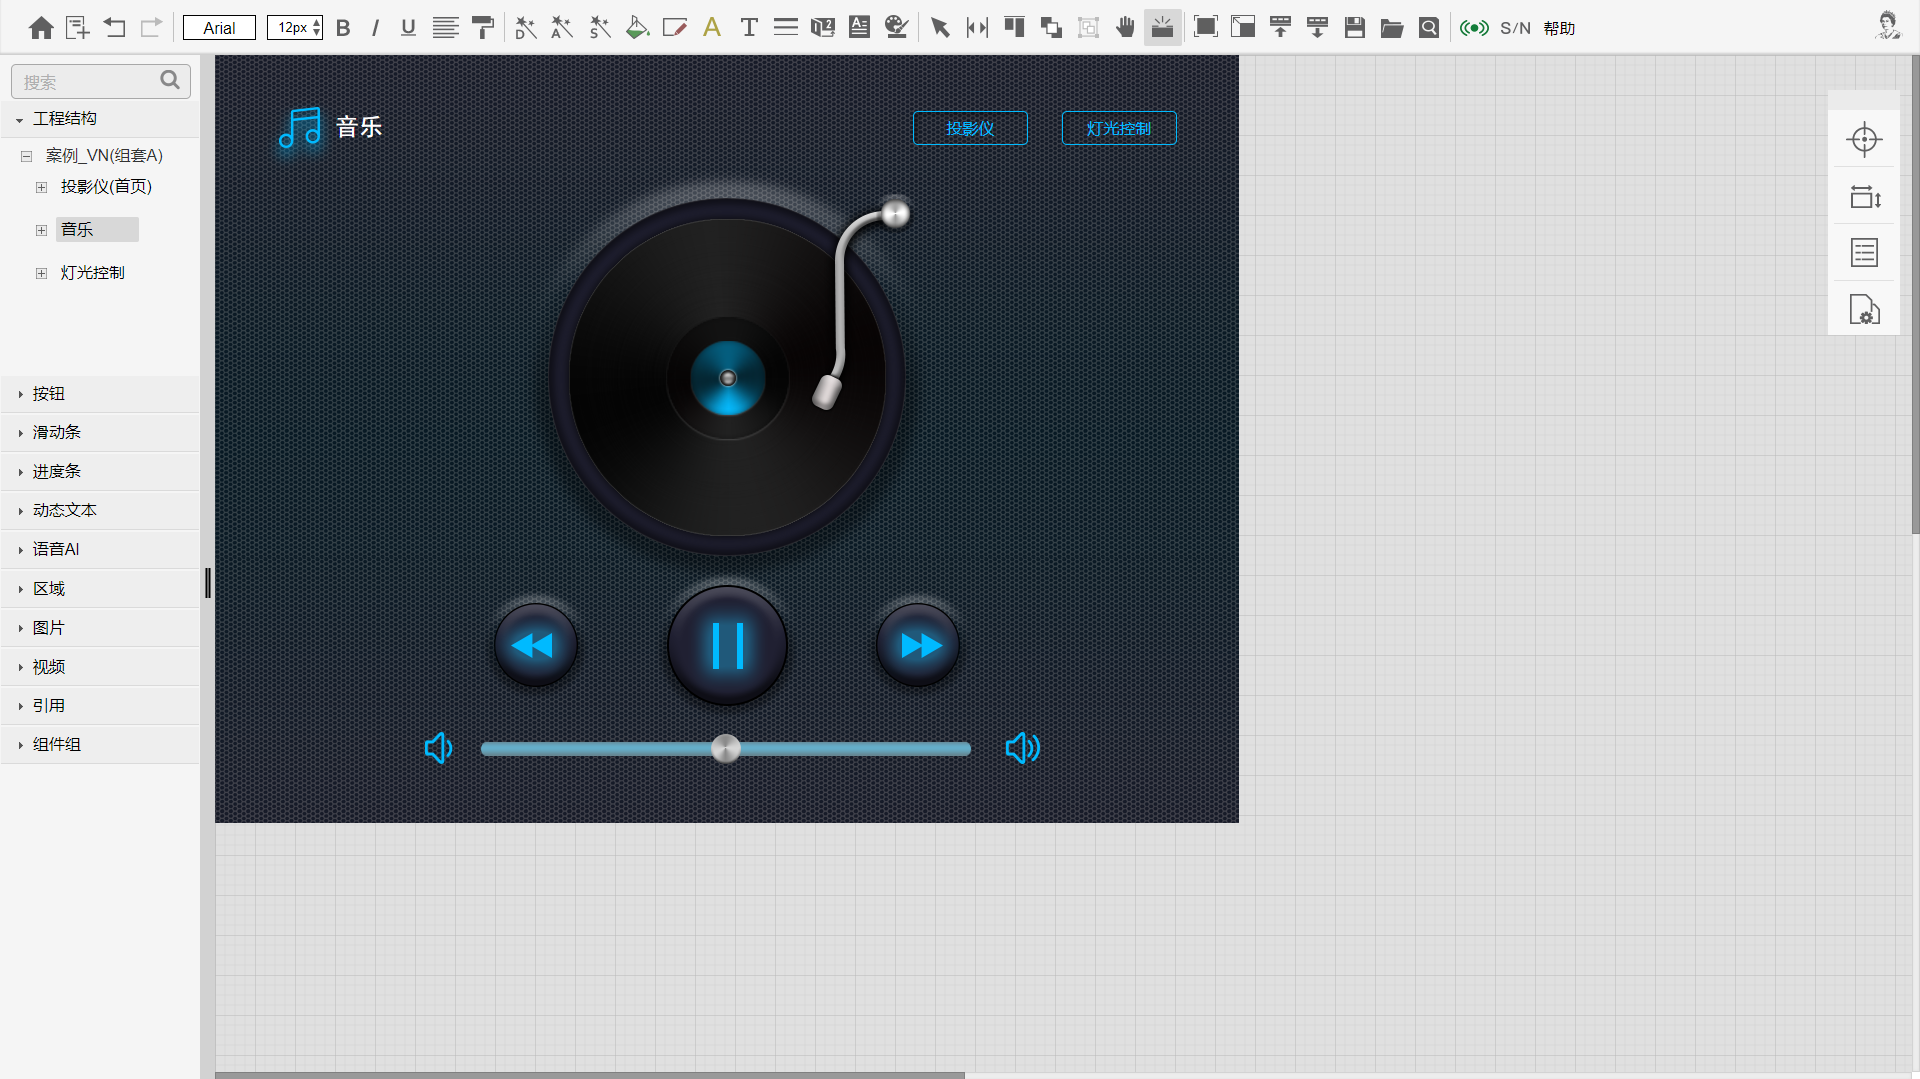 Arial 12px B I U S/N 帮助
搜索
工程结构
案例_VN(组套A)
投影仪(首页)
音乐
灯光控制
按钮
滑动条
进度条
动态文本
语音AI
区域
图片
视频
引用
组件组
音乐
投影仪 灯光控制